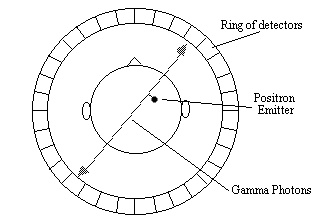 Ring of detectors
Positron
Emitter
Gamma Photons